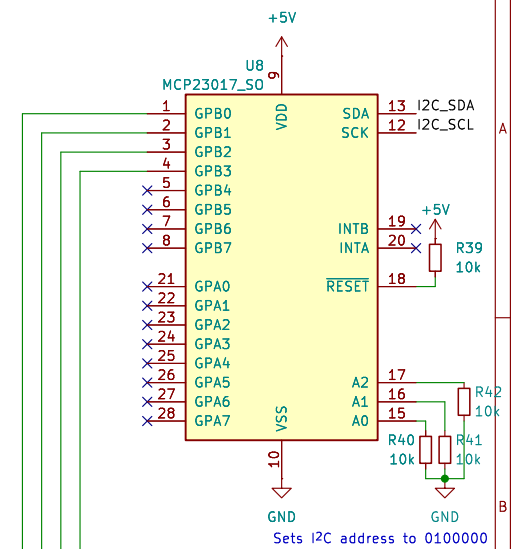 +5V
U8
MCP23017_SO
9
VDD
1 GPB0
2 GPB1
3 GPB2
4 GPB3
5 GPB4
6 GPB5
7 GPB6
8 GPB7
21 GPA0
22 GPA1
23 GPA2
24 GPA3
25 GPA4
26 GPA5
27 GPA6
28 GPA7
SDA 13 I2C_SDA
SCK 12 I2C_SCL
INTB 19
INTA 20
RESET 18
+5V
R39
10k
A2 17
A1 16
A0 15
R42
10k
R40
10k
R41
10k
VSS
10
GND
GND
Sets I²C address to 0100000
A
B